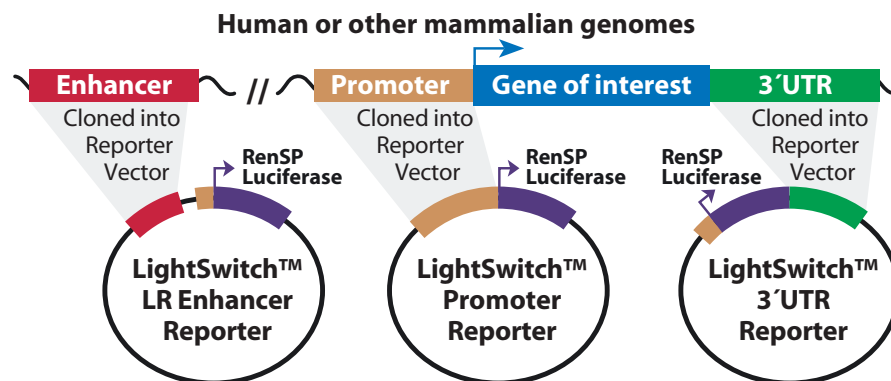 Human or other mammalian genomes
Enhancer
//
Promoter
Gene of interest
3´UTR
Cloned into
Reporter
Vector
Cloned into
Reporter
Vector
Cloned into
Reporter
Vector
RenSP
Luciferase
RenSP
Luciferase
RenSP
Luciferase
LightSwitch™
LR Enhancer
Reporter
LightSwitch™
Promoter
Reporter
LightSwitch™
3´UTR
Reporter